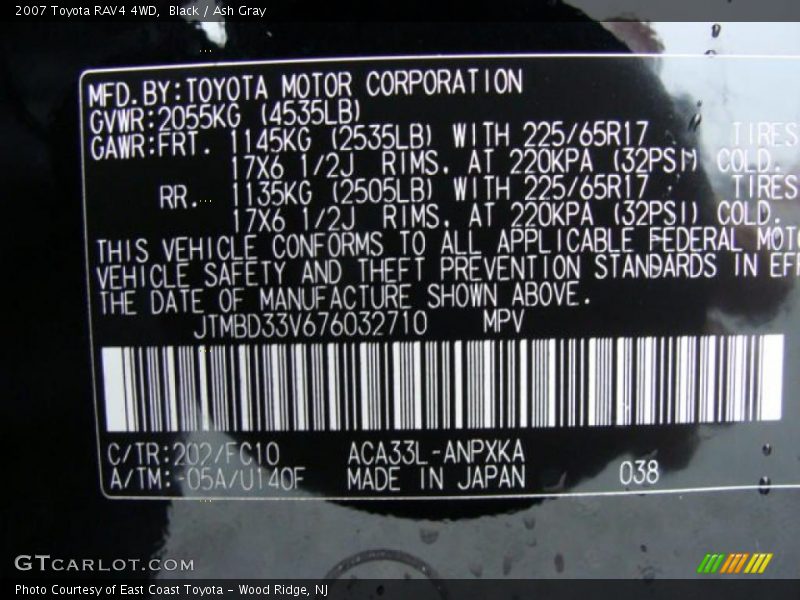 2007 Toyota RAV4 4WD, Black / Ash Gray
MFD.BY:TOYOTA MOTOR CORPORATION
GVWR:2055KG (4535LB)
GAWR:FRT. 1145KG (2535LB) WITH 225/65R17 TIRES
17X6 1/2J RIMS. AT 220KPA (32PSI) COLD.
RR. 1135KG (2505LB) WITH 225/65R17 TIRES
17X6 1/2J RIMS. AT 220KPA (32PSI) COLD.
THIS VEHICLE CONFORMS TO ALL APPLICABLE FEDERAL MOTO
VEHICLE SAFETY AND THEFT PREVENTION STANDARDS IN EFF
THE DATE OF MANUFACTURE SHOWN ABOVE.
JTMBD33V676032710 MPV
C/TR:202/FC10 ACA33L-ANPXKA
A/TM:-05A/U140F MADE IN JAPAN 038
GTcarlot.com
Photo Courtesy of East Coast Toyota - Wood Ridge, NJ